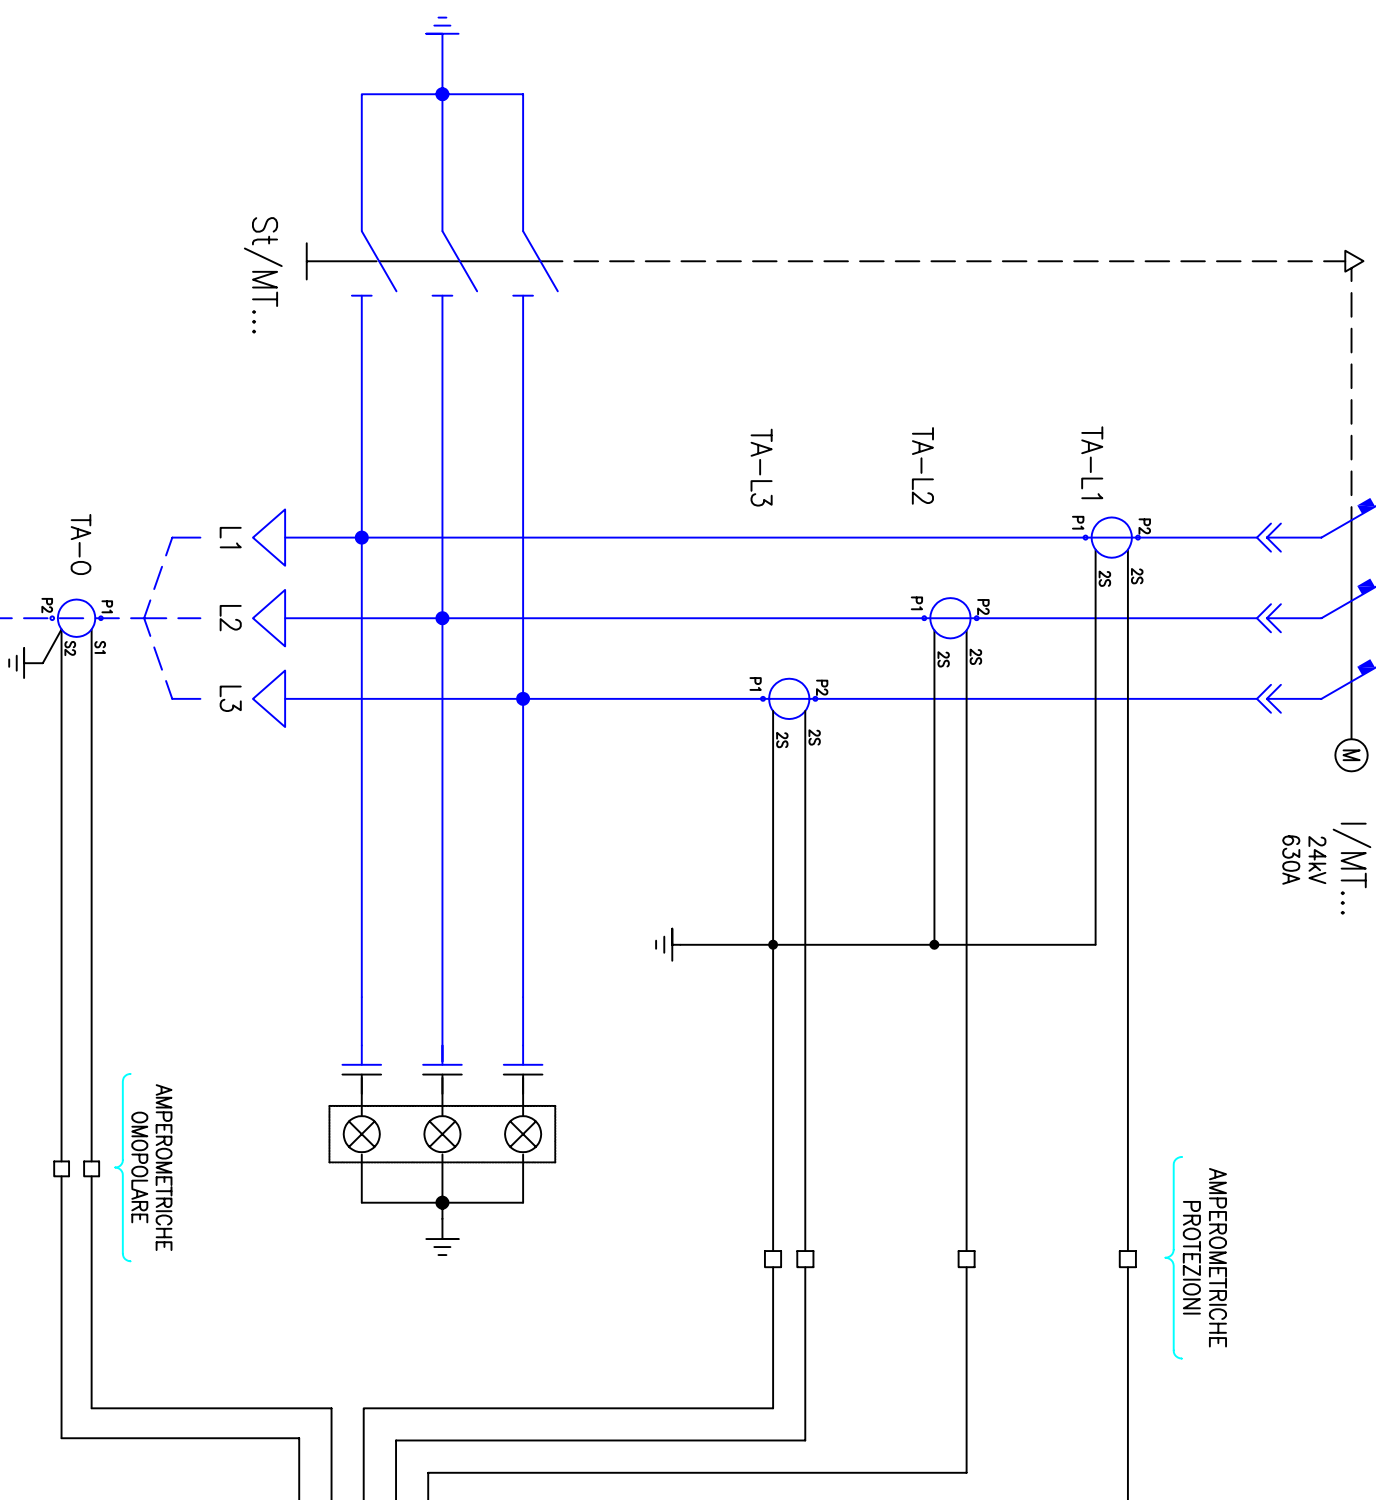 St/MT...
TA-L3
TA-L2
TA-L1
P1
P2
2S
2S
P1
P2
2S
2S
P1
P2
2S
2S
L1
L2
L3
TA-0
P2
P1
S2
S1
M
I/MT...
24kV
630A
AMPEROMETRICHE
OMOPOLARE
AMPEROMETRICHE
PROTEZIONI